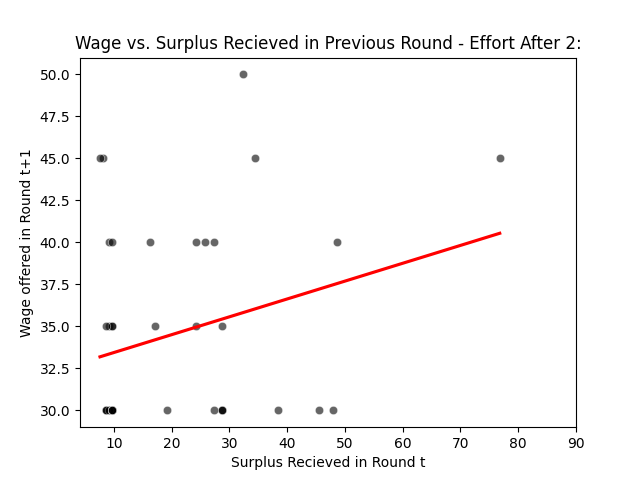 Wage vs. Surplus Recieved in Previous Round - Effort After 2:
50.0
47.5
45.0
42.5
40.0
37.5
35.0
32.5
30.0
Wage offered in Round t+1
10 20 30 40 50 60 70 80 90
Surplus Recieved in Round t